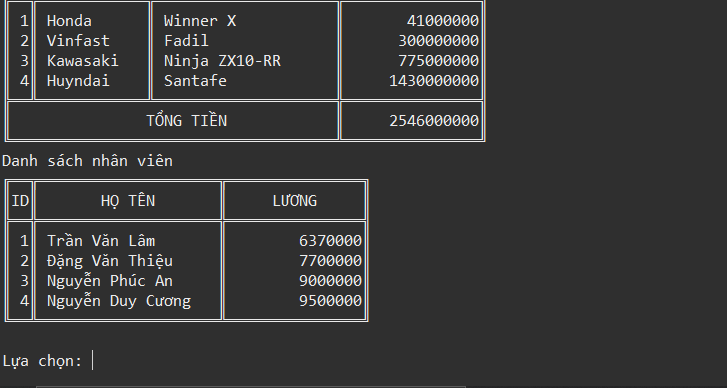 1 Honda Winner X 41000000
2 Vinfast Fadil 300000000
3 Kawasaki Ninja ZX10-RR 775000000
4 Huyndai Santafe 1430000000
TỔNG TIỀN 2546000000
Danh sách nhân viên
ID HỌ TÊN LƯƠNG
1 Trần Văn Lâm 6370000
2 Đặng Văn Thiệu 7700000
3 Nguyễn Phúc An 9000000
4 Nguyễn Duy Cương 9500000
Lựa chọn: